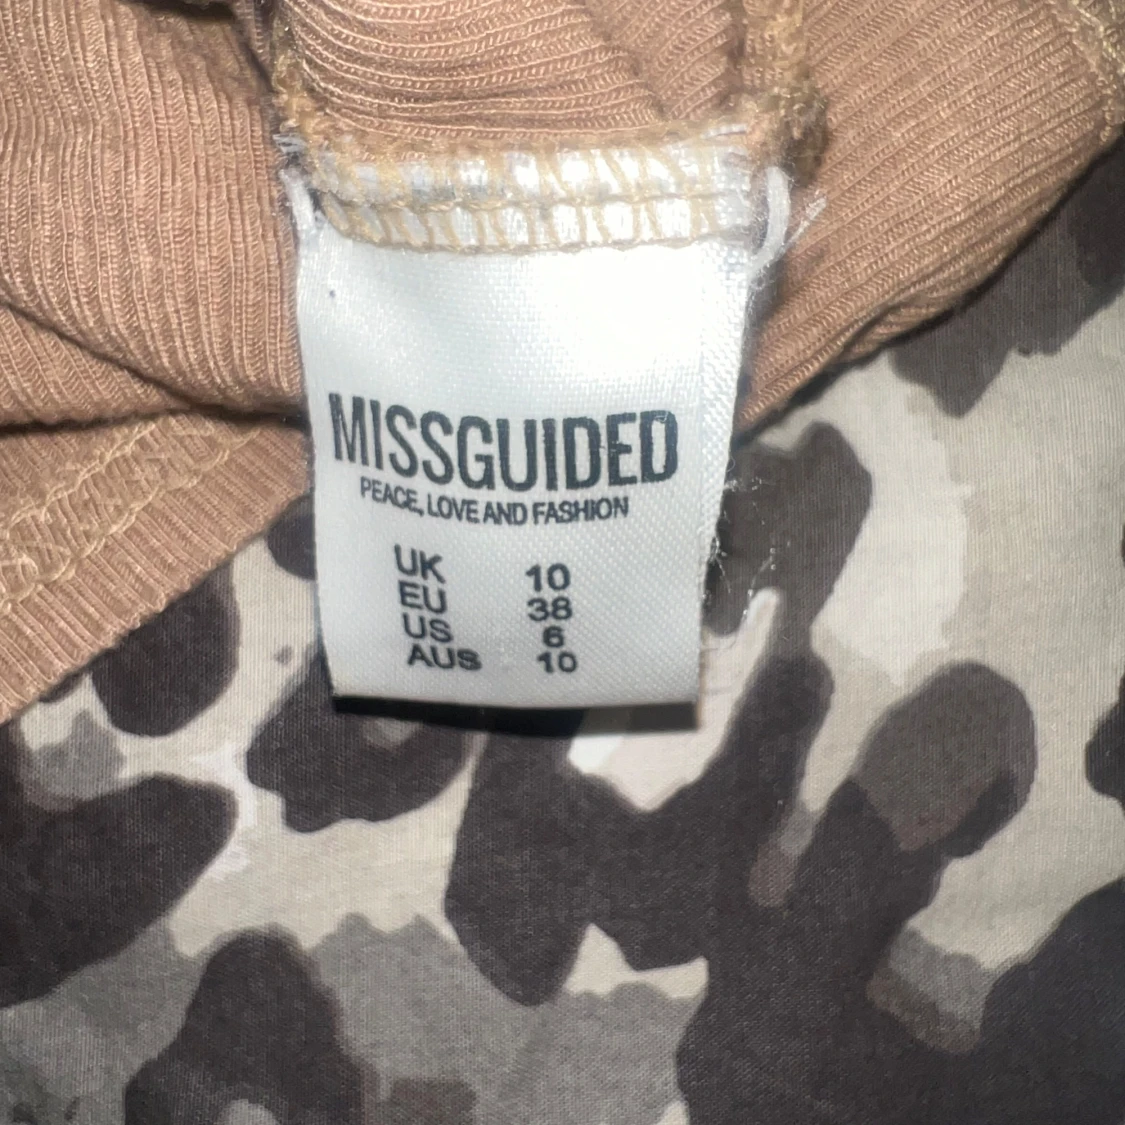 MISSGUIDED
PEACE, LOVE AND FASHION
UK 10
EU 38
US 6
AUS 10